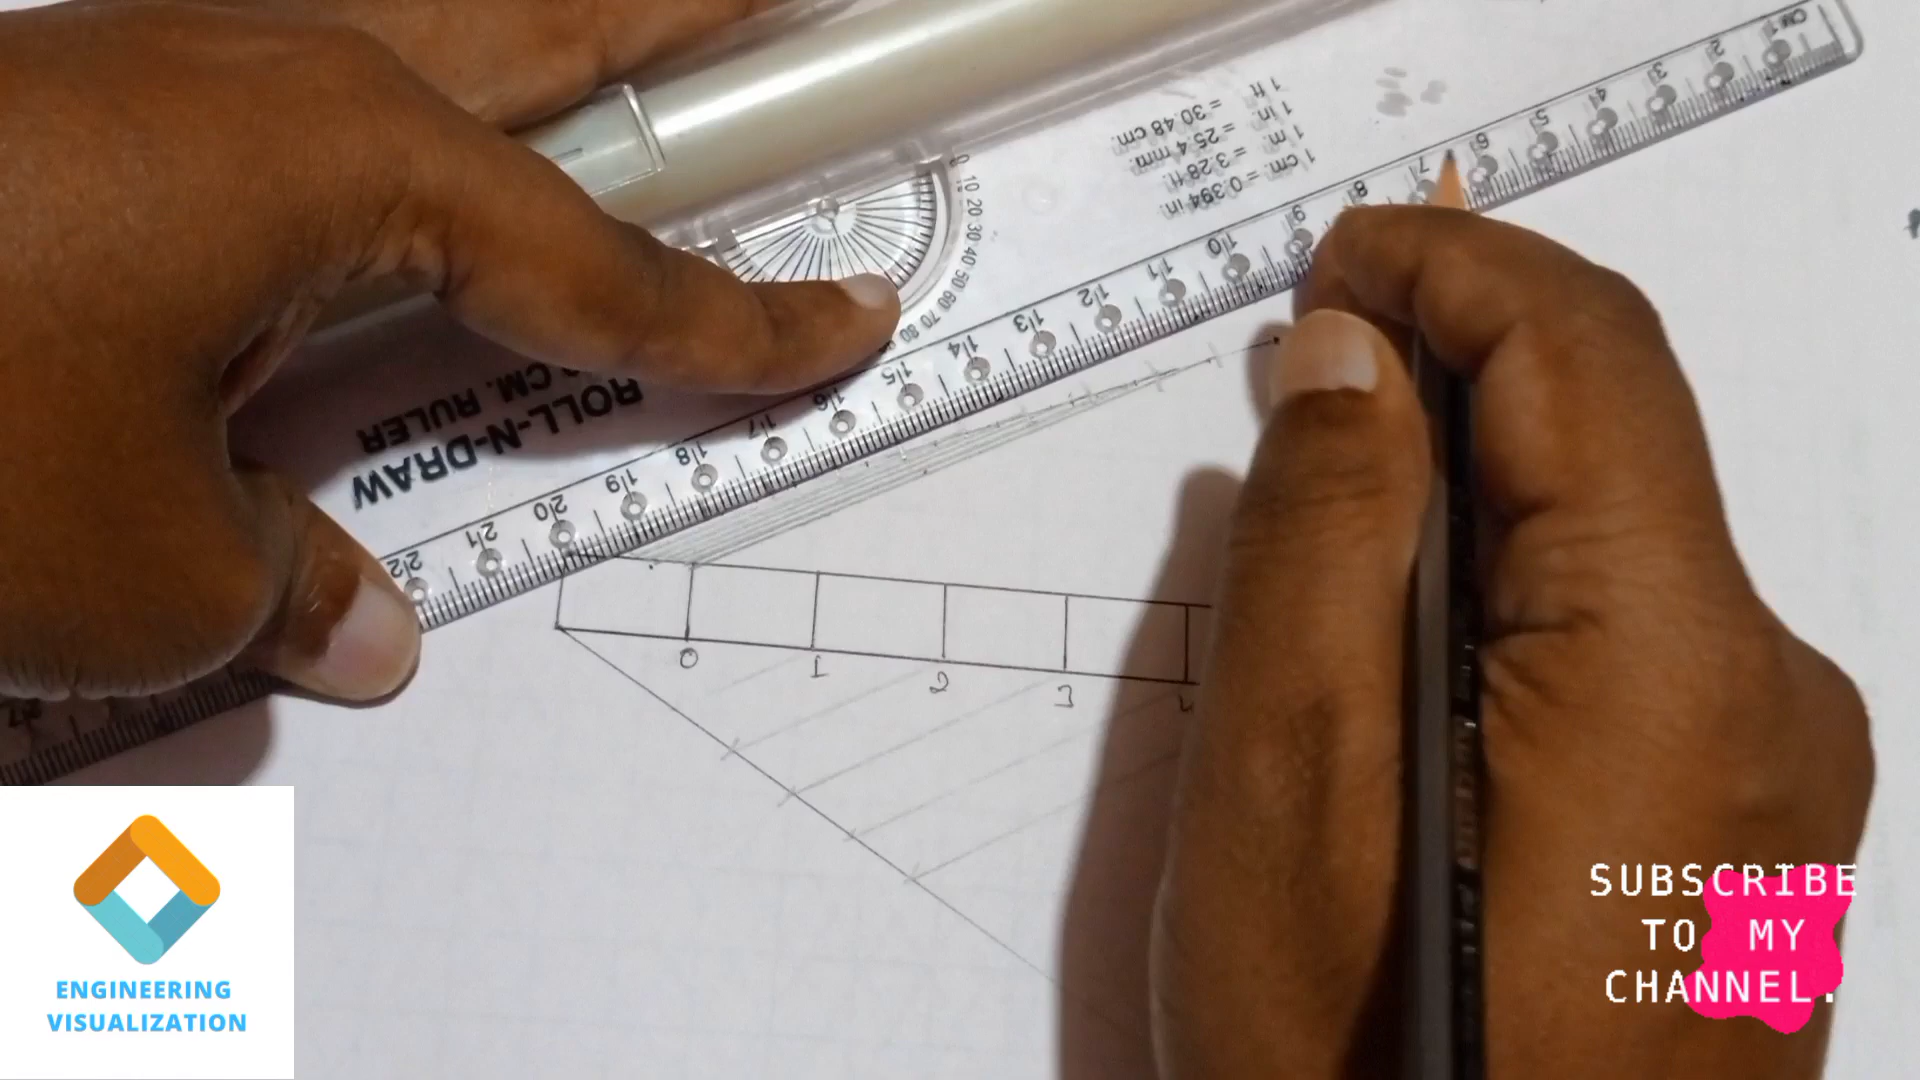 CM 1 2 3 4 5 6 7 8 9 10 11 12 13 14 15 16 17 18 19 20 21 22
1 ft = 30.48 cm.
1 in. = 25.4 mm.
1 m = 3.28 ft.
1 cm. = 0.394 in.
0 10 20 30 40 50 60 70 80
ROLL-N-DRAW
CM. RULER
27
0 1 2 3 4
ENGINEERING
VISUALIZATION
SUBSCRIBE
TO MY
CHANNEL.